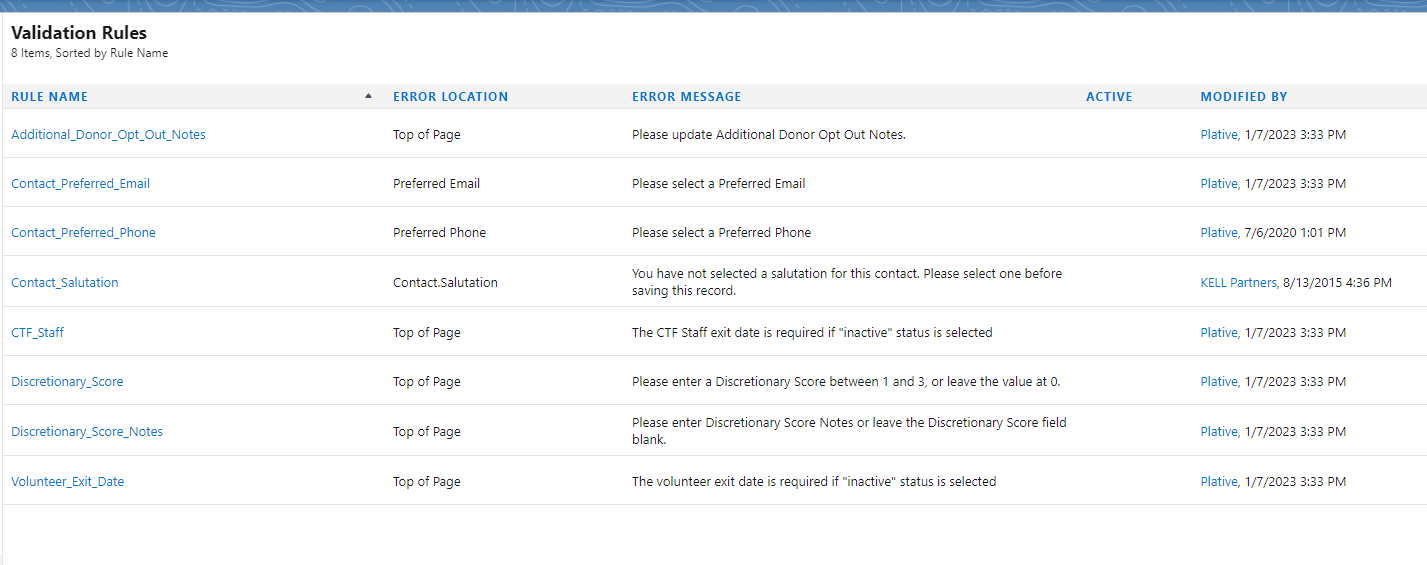 Validation Rules
8 Items, Sorted by Rule Name
RULE NAME ERROR LOCATION ERROR MESSAGE ACTIVE MODIFIED BY
Additional_Donor_Opt_Out_Notes Top of Page Please update Additional Donor Opt Out Notes. Plative, 1/7/2023 3:33 PM
Contact_Preferred_Email Preferred Email Please select a Preferred Email Plative, 1/7/2023 3:33 PM
Contact_Preferred_Phone Preferred Phone Please select a Preferred Phone Plative, 7/6/2020 1:01 PM
Contact_Salutation Contact.Salutation You have not selected a salutation for this contact. Please select one before
saving this record. KELL Partners, 8/13/2015 4:36 PM
CTF_Staff Top of Page The CTF Staff exit date is required if "inactive" status is selected Plative, 1/7/2023 3:33 PM
Discretionary_Score Top of Page Please enter a Discretionary Score between 1 and 3, or leave the value at 0. Plative, 1/7/2023 3:33 PM
Discretionary_Score_Notes Top of Page Please enter Discretionary Score Notes or leave the Discretionary Score field
blank. Plative, 1/7/2023 3:33 PM
Volunteer_Exit_Date Top of Page The volunteer exit date is required if "inactive" status is selected Plative, 1/7/2023 3:33 PM